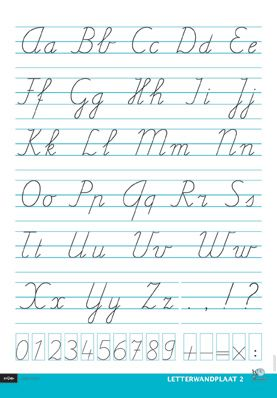 Aa Bb Cc Dd Ee
Ff Gg Hh Ii Jj
Kk Ll Mm Nn
Oo Pp Qq Rr Ss
Tt Uu Vv Ww
Xx Yy Zz . , ! ?
0 1 2 3 4 5 6 7 8 9 + - = x :
LETTERWANDPLAAT 2